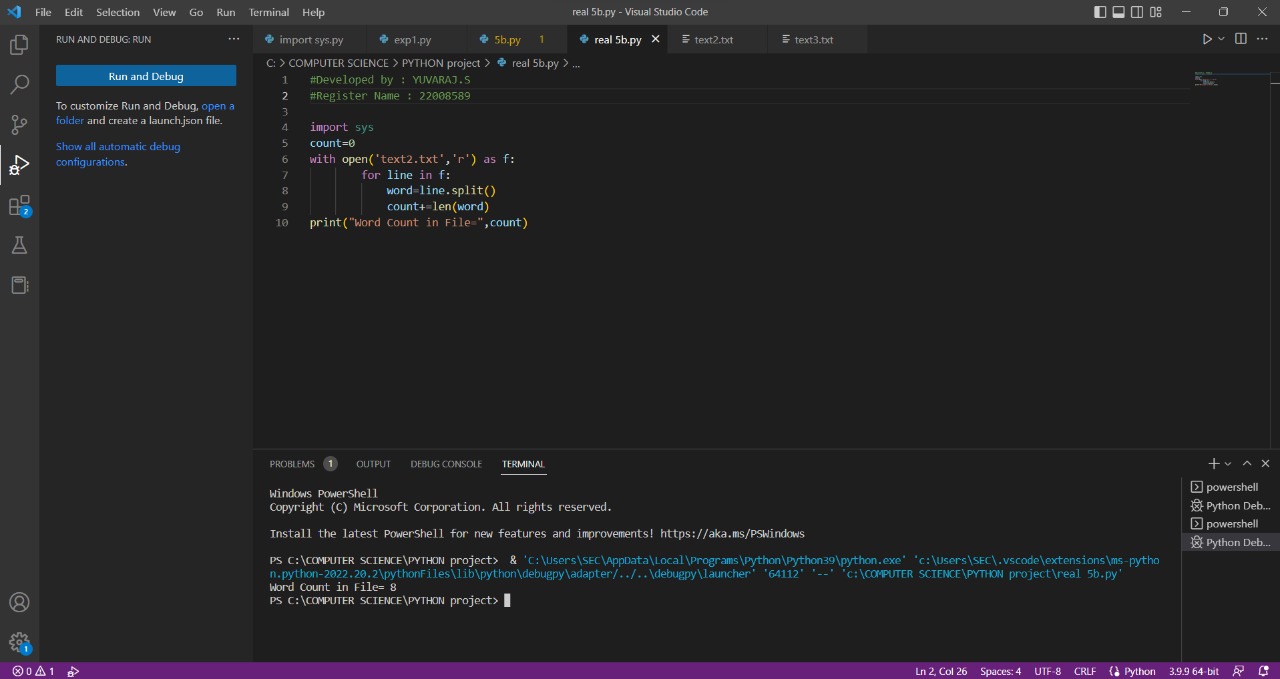 File Edit Selection View Go Run Terminal Help
real 5b.py - Visual Studio Code
RUN AND DEBUG: RUN
Run and Debug
To customize Run and Debug, open a
folder and create a launch.json file.
Show all automatic debug
configurations.
import sys.py exp1.py 5b.py 1 real 5b.py text2.txt text3.txt
C: > COMPUTER SCIENCE > PYTHON project > real 5b.py > ...
1 #Developed by : YUVARAJ.S
2 #Register Name : 22008589
3
4 import sys
5 count=0
6 with open('text2.txt','r') as f:
7 for line in f:
8 word=line.split()
9 count+=len(word)
10 print("Word Count in File=",count)
PROBLEMS 1 OUTPUT DEBUG CONSOLE TERMINAL
Windows PowerShell
Copyright (C) Microsoft Corporation. All rights reserved.
Install the latest PowerShell for new features and improvements! https://aka.ms/PSWindows
PS C:\COMPUTER SCIENCE\PYTHON project> & 'C:\Users\SEC\AppData\Local\Programs\Python\Python39\python.exe' 'c:\Users\SEC\.vscode\extensions\ms-pytho
n.python-2022.20.2\pythonFiles\lib\python\debugpy\adapter/../..\debugpy\launcher' '64112' '--' 'c:\COMPUTER SCIENCE\PYTHON project\real 5b.py'
Word Count in File= 8
PS C:\COMPUTER SCIENCE\PYTHON project>
powershell
Python Deb...
powershell
Python Deb...
2
1
0 1
Ln 2, Col 26 Spaces: 4 UTF-8 CRLF Python 3.9.9 64-bit